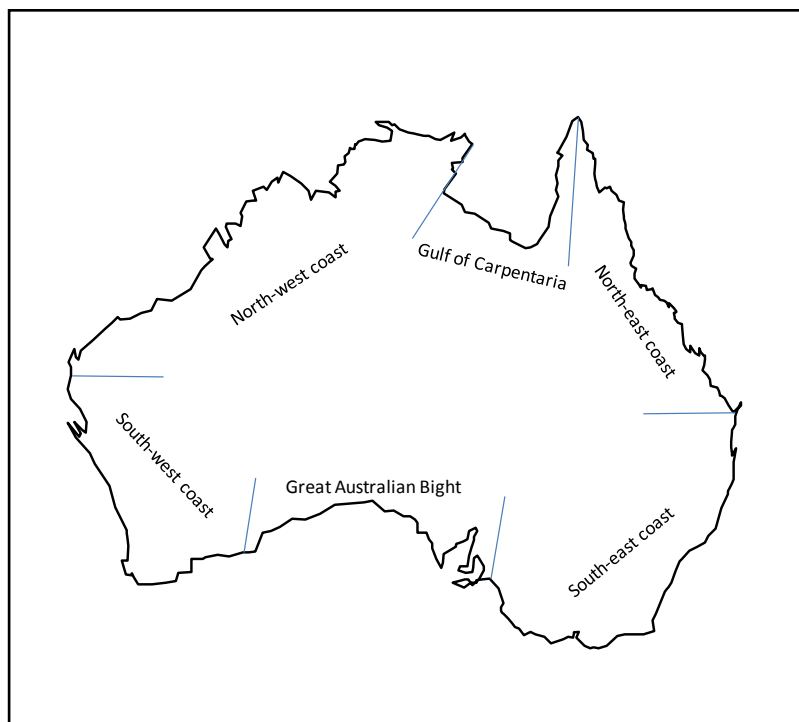 Gulf of Carpentaria
North-west coast
North-east coast
South-west coast
Great Australian Bight
South-east coast